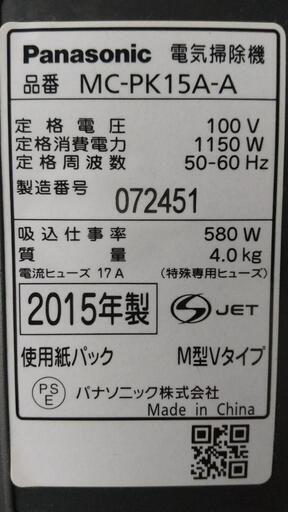 Panasonic 電気掃除機
品番 MC-PK15A-A
定格電圧 100 V
定格消費電力 1150 W
定格周波数 50-60 Hz
製造番号 072451
吸込仕事率 580 W
質量 4.0 kg
電流ヒューズ 17 A (特殊専用ヒューズ)
2015年製 S JET
使用紙パック M型Vタイプ
PS E パナソニック株式会社
Made in China